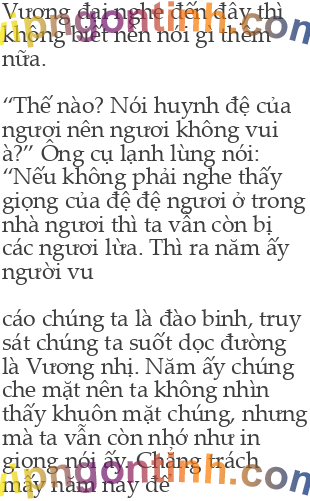 Vương đại nghe đến đây thì
không biết nên nói gì thêm
nữa.
“Thế nào? Nói huynh đệ của
ngươi nên ngươi không vui
à?” Ông cụ lạnh lùng nói:
“Nếu không phải nghe thấy
giọng của đệ đệ ngươi ở trong
nhà ngươi thì ta vẫn còn bị
các ngươi lừa. Thì ra năm ấy
người vu
cáo chúng ta là đào binh, truy
sát chúng ta suốt dọc đường
là Vương nhị. Năm ấy chúng
che mặt nên ta không nhìn
thấy khuôn mặt chúng, nhưng
mà ta vẫn còn nhớ như in
giọng nói ấy. Chẳng trách
mấy năm nay để
vipngontinh.com
vipngontinh.com